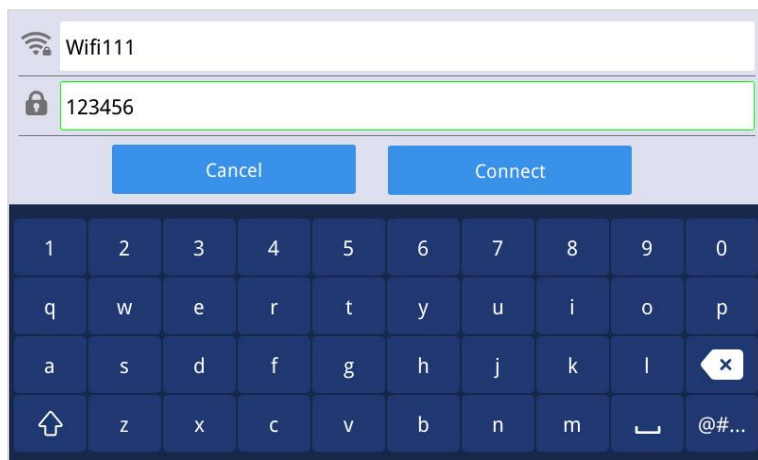 Wifi111
123456
Cancel Connect
1 2 3 4 5 6 7 8 9 0
q w e r t y u i o p
a s d f g h j k l
z x c v b n m @#...